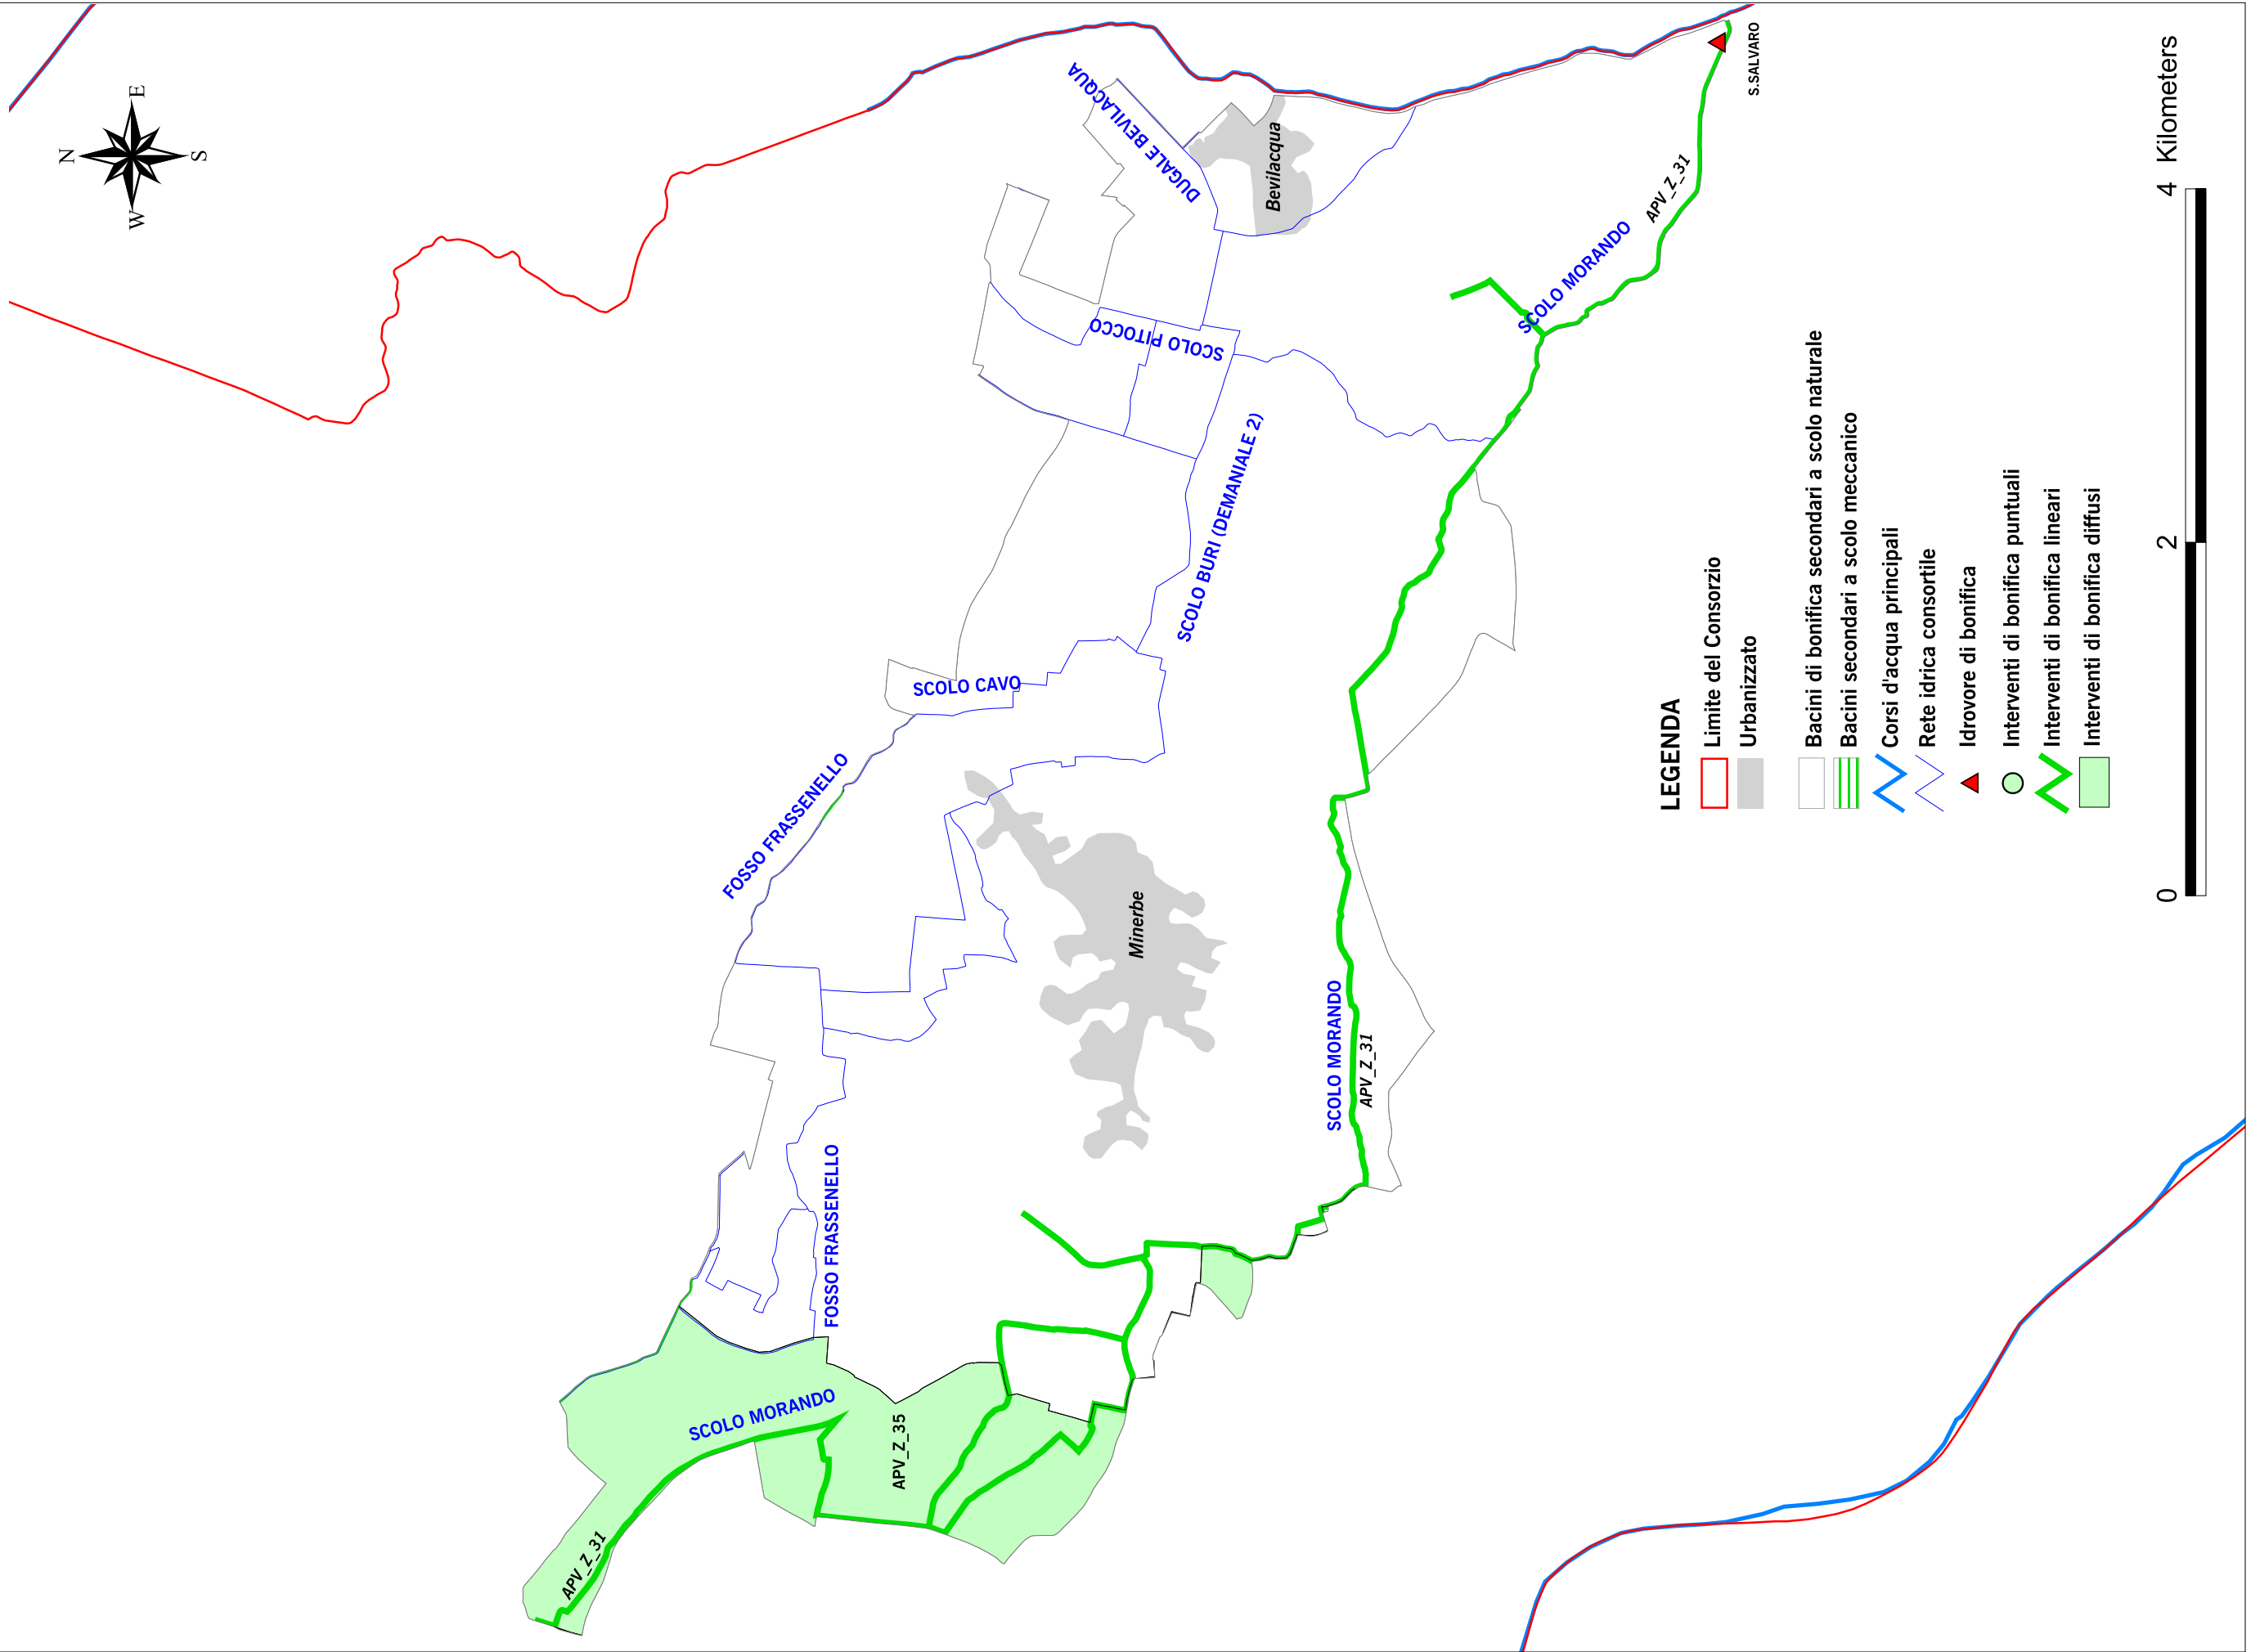 N
E
S
W
S.SALVARO
DUGALE BEVILACQUA
Bevilacqua
APV_Z_31
SCOLO MORANDO
SCOLO PITOCCO
SCOLO BURI (DEMANIALE 2)
SCOLO CAVO
FOSSO FRASSENELLO
Minerbe
SCOLO MORANDO
APV_Z_31
FOSSO FRASSENELLO
SCOLO MORANDO
APV_Z_35
APV_Z_31
LEGENDA
Limite del Consorzio
Urbanizzato
Bacini di bonifica secondari a scolo naturale
Bacini secondari a scolo meccanico
Corsi d'acqua principali
Rete idrica consortile
Idrovore di bonifica
Interventi di bonifica puntuali
Interventi di bonifica lineari
Interventi di bonifica diffusi
0 2 4 Kilometers